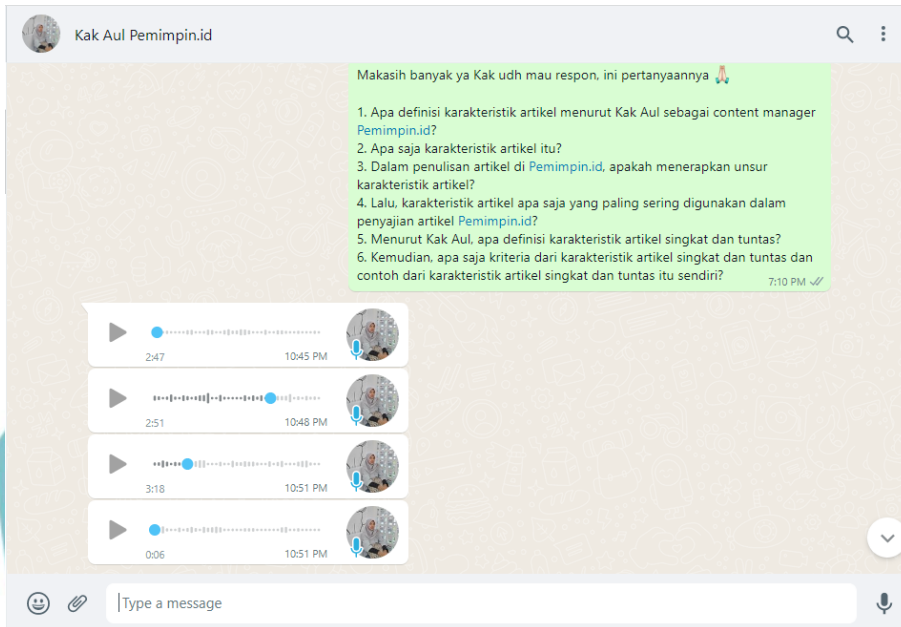 Kak Aul Pemimpin.id
Makasih banyak ya Kak udh mau respon, ini pertanyaannya 🙏🏻
1. Apa definisi karakteristik artikel menurut Kak Aul sebagai content manager
Pemimpin.id?
2. Apa saja karakteristik artikel itu?
3. Dalam penulisan artikel di Pemimpin.id, apakah menerapkan unsur
karakteristik artikel?
4. Lalu, karakteristik artikel apa saja yang paling sering digunakan dalam
penyajian artikel Pemimpin.id?
5. Menurut Kak Aul, apa definisi karakteristik artikel singkat dan tuntas?
6. Kemudian, apa saja kriteria dari karakteristik artikel singkat dan tuntas dan
contoh dari karakteristik artikel singkat dan tuntas itu sendiri?
7:10 PM
2:47 10:45 PM
2:51 10:48 PM
3:18 10:51 PM
0:06 10:51 PM
Type a message